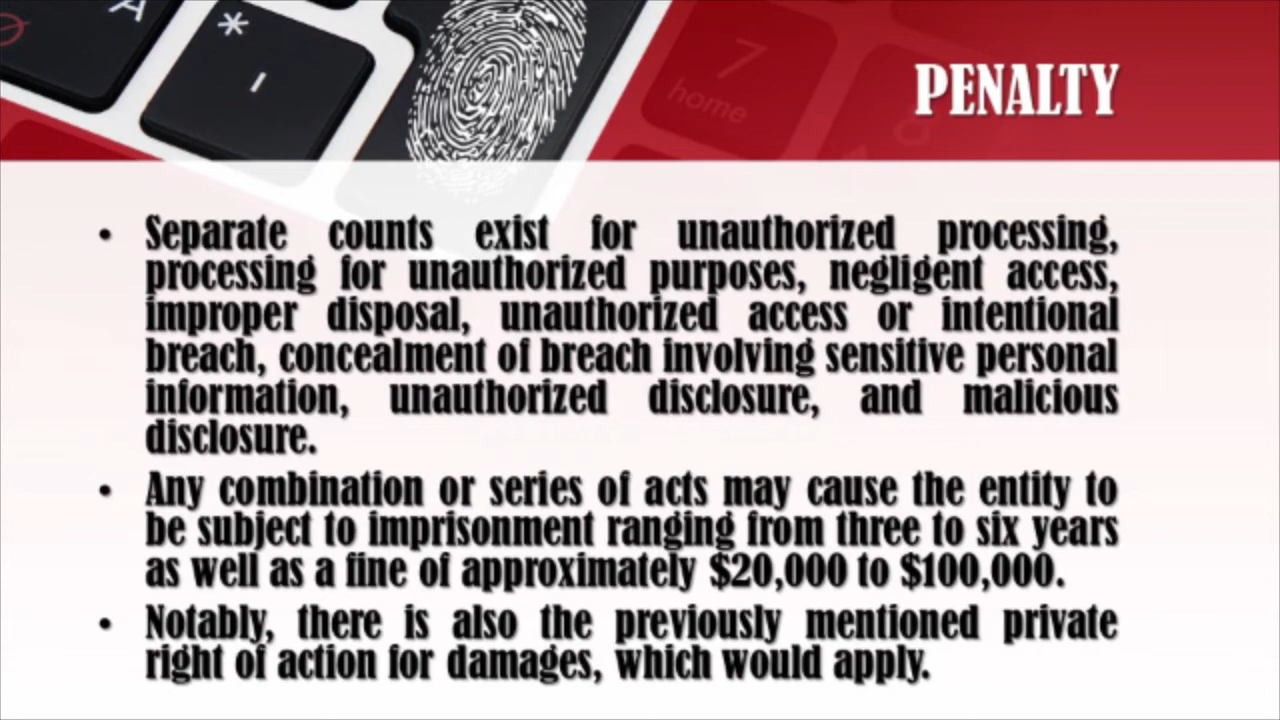 A
*
-
7
home
PENALTY
• Separate counts exist for unauthorized processing,
processing for unauthorized purposes, negligent access,
improper disposal, unauthorized access or intentional
breach, concealment of breach involving sensitive personal
information, unauthorized disclosure, and malicious
disclosure.
• Any combination or series of acts may cause the entity to
be subject to imprisonment ranging from three to six years
as well as a fine of approximately $20,000 to $100,000.
• Notably, there is also the previously mentioned private
right of action for damages, which would apply.